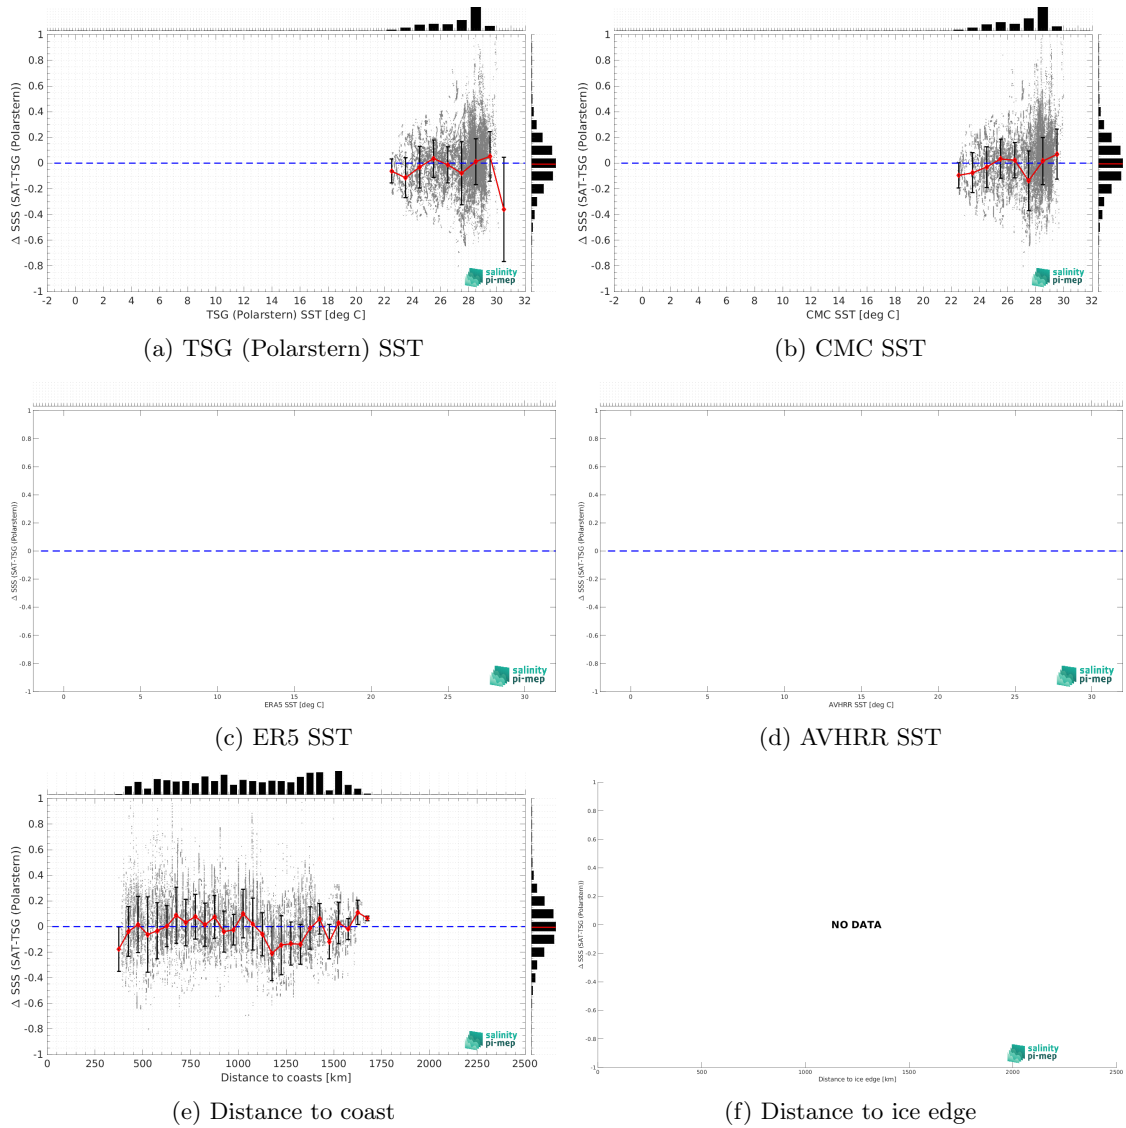 1
0.8
0.6
0.4
0.2
0
-0.2
-0.4
-0.6
-0.8
-1
Δ SSS (SAT-TSG (Polarstern))
salinity
pi-mep
-2 0 2 4 6 8 10 12 14 16 18 20 22 24 26 28 30 32
TSG (Polarstern) SST [deg C]
(a) TSG (Polarstern) SST
1
0.8
0.6
0.4
0.2
0
-0.2
-0.4
-0.6
-0.8
-1
Δ SSS (SAT-TSG (Polarstern))
salinity
pi-mep
-2 0 2 4 6 8 10 12 14 16 18 20 22 24 26 28 30 32
CMC SST [deg C]
(b) CMC SST
1
0.8
0.6
0.4
0.2
0
-0.2
-0.4
-0.6
-0.8
-1
Δ SSS (SAT-TSG (Polarstern))
salinity
pi-mep
0 5 10 15 20 25 30
ERA5 SST [deg C]
(c) ER5 SST
1
0.8
0.6
0.4
0.2
0
-0.2
-0.4
-0.6
-0.8
-1
Δ SSS (SAT-TSG (Polarstern))
salinity
pi-mep
0 5 10 15 20 25 30
AVHRR SST [deg C]
(d) AVHRR SST
1
0.8
0.6
0.4
0.2
0
-0.2
-0.4
-0.6
-0.8
-1
Δ SSS (SAT-TSG (Polarstern))
salinity
pi-mep
0 250 500 750 1000 1250 1500 1750 2000 2250 2500
Distance to coasts [km]
(e) Distance to coast
1
0.8
0.6
0.4
0.2
0
-0.2
-0.4
-0.6
-0.8
-1
Δ SSS (SAT-TSG (Polarstern))
NO DATA
salinity
pi-mep
0 500 1000 1500 2000 2500
Distance to ice edge [km]
(f) Distance to ice edge